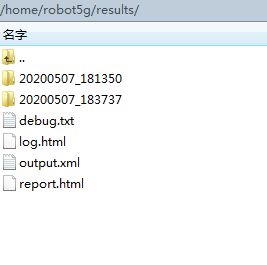 /home/robot5g/results/
名字
..
20200507_181350
20200507_183737
debug.txt
log.html
output.xml
report.html